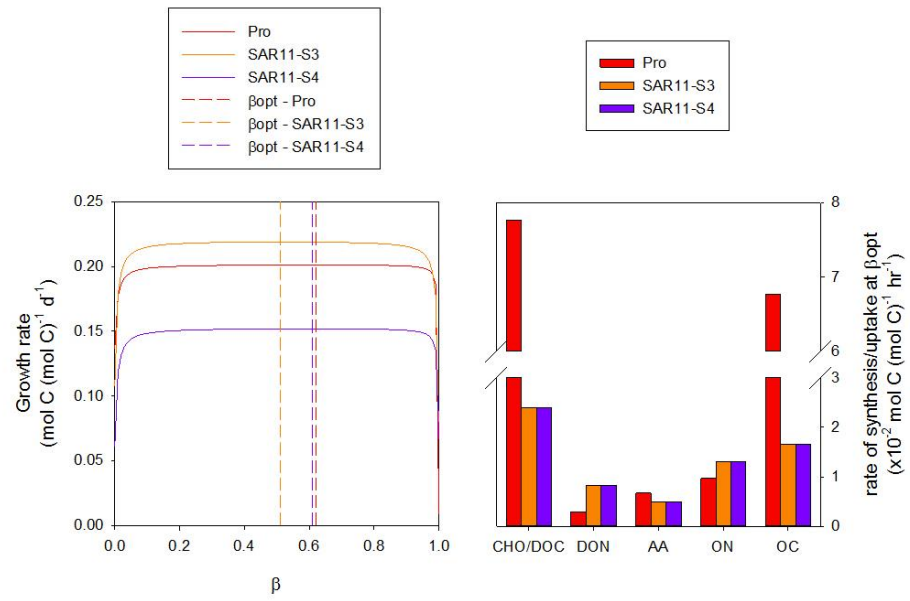 Pro
SAR11-S3
SAR11-S4
βopt - Pro
βopt - SAR11-S3
βopt - SAR11-S4
Pro
SAR11-S3
SAR11-S4
Growth rate
(mol C (mol C)⁻¹ d⁻¹)
0.25
0.20
0.15
0.10
0.05
0.00
0.0 0.2 0.4 0.6 0.8 1.0
β
8
7
6
3
2
1
0
CHO/DOC DON AA ON OC
rate of synthesis/uptake at βopt
(x10⁻² mol C (mol C)⁻¹ hr⁻¹)